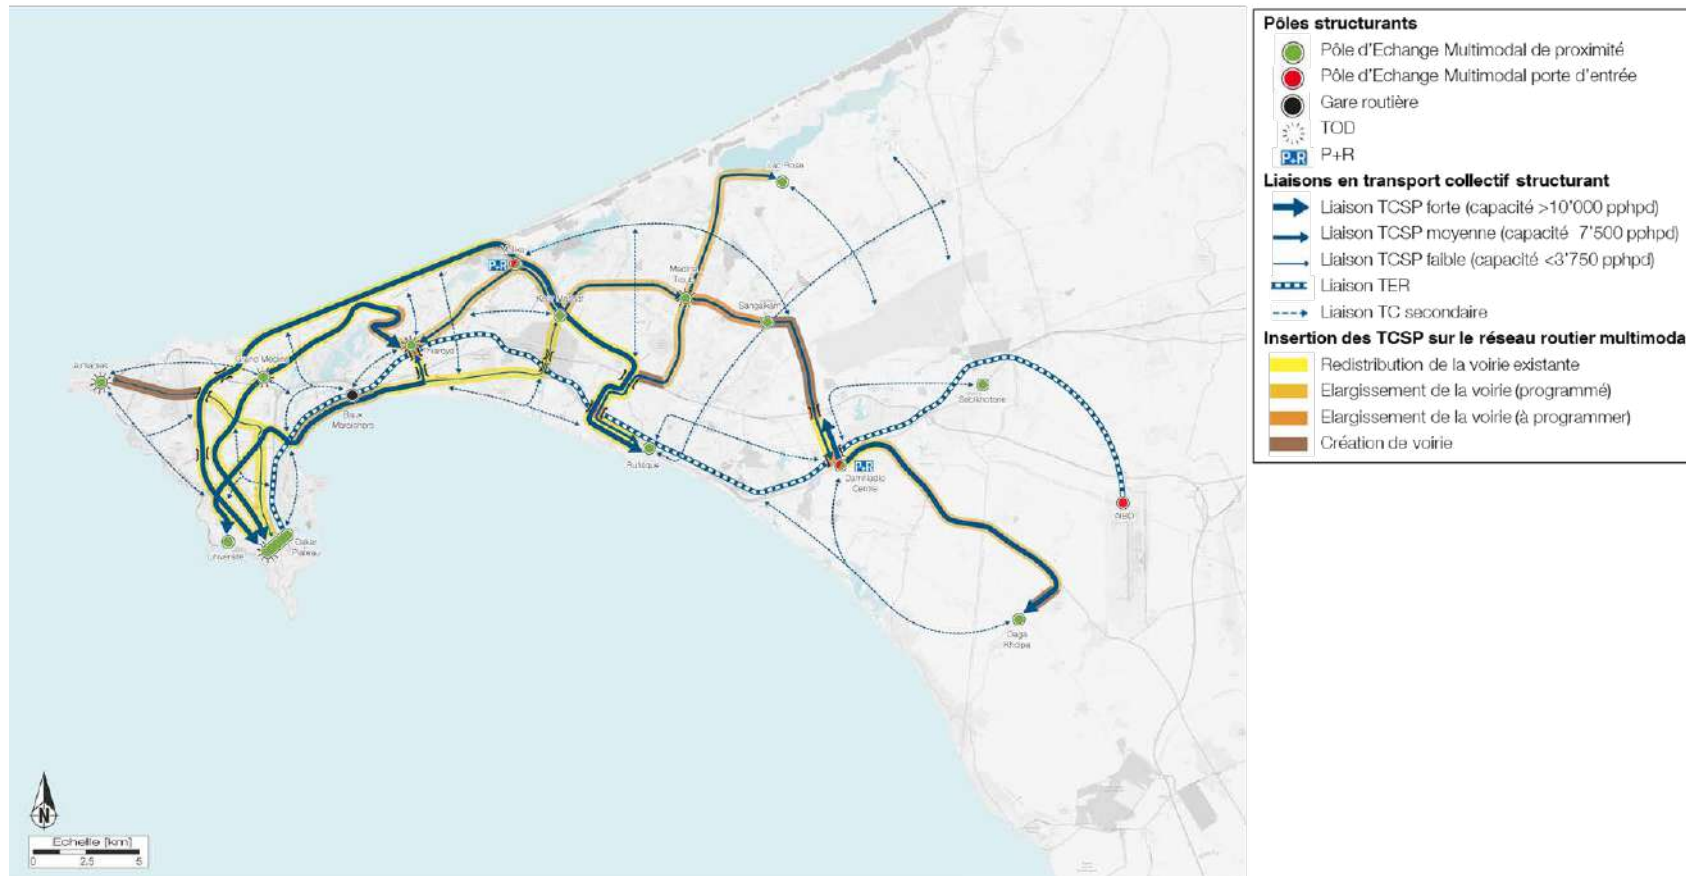 Pôles structurants
Pôle d'Echange Multimodal de proximité
Pôle d'Echange Multimodal porte d'entrée
Gare routière
TOD
P+R P+R
Liaisons en transport collectif structurant
Liaison TCSP forte (capacité >10'000 pphpd)
Liaison TCSP moyenne (capacité 7'500 pphpd)
Liaison TCSP faible (capacité <3'750 pphpd)
Liaison TER
Liaison TC secondaire
Insertion des TCSP sur le réseau routier multimoda
Redistribution de la voirie existante
Elargissement de la voirie (programmé)
Elargissement de la voirie (à programmer)
Création de voirie
Lac Rose
P+R
Sangalkam
Grand Médine
Almadies
Thiaroye
Baux
Maraichers
Sébikhotane
Rufisque
P+R
Diamniadio
Centre
AIBD
Université
Dakar
Plateau
Daga
Kholpa
N
Echelle [km]
0 2.5 5